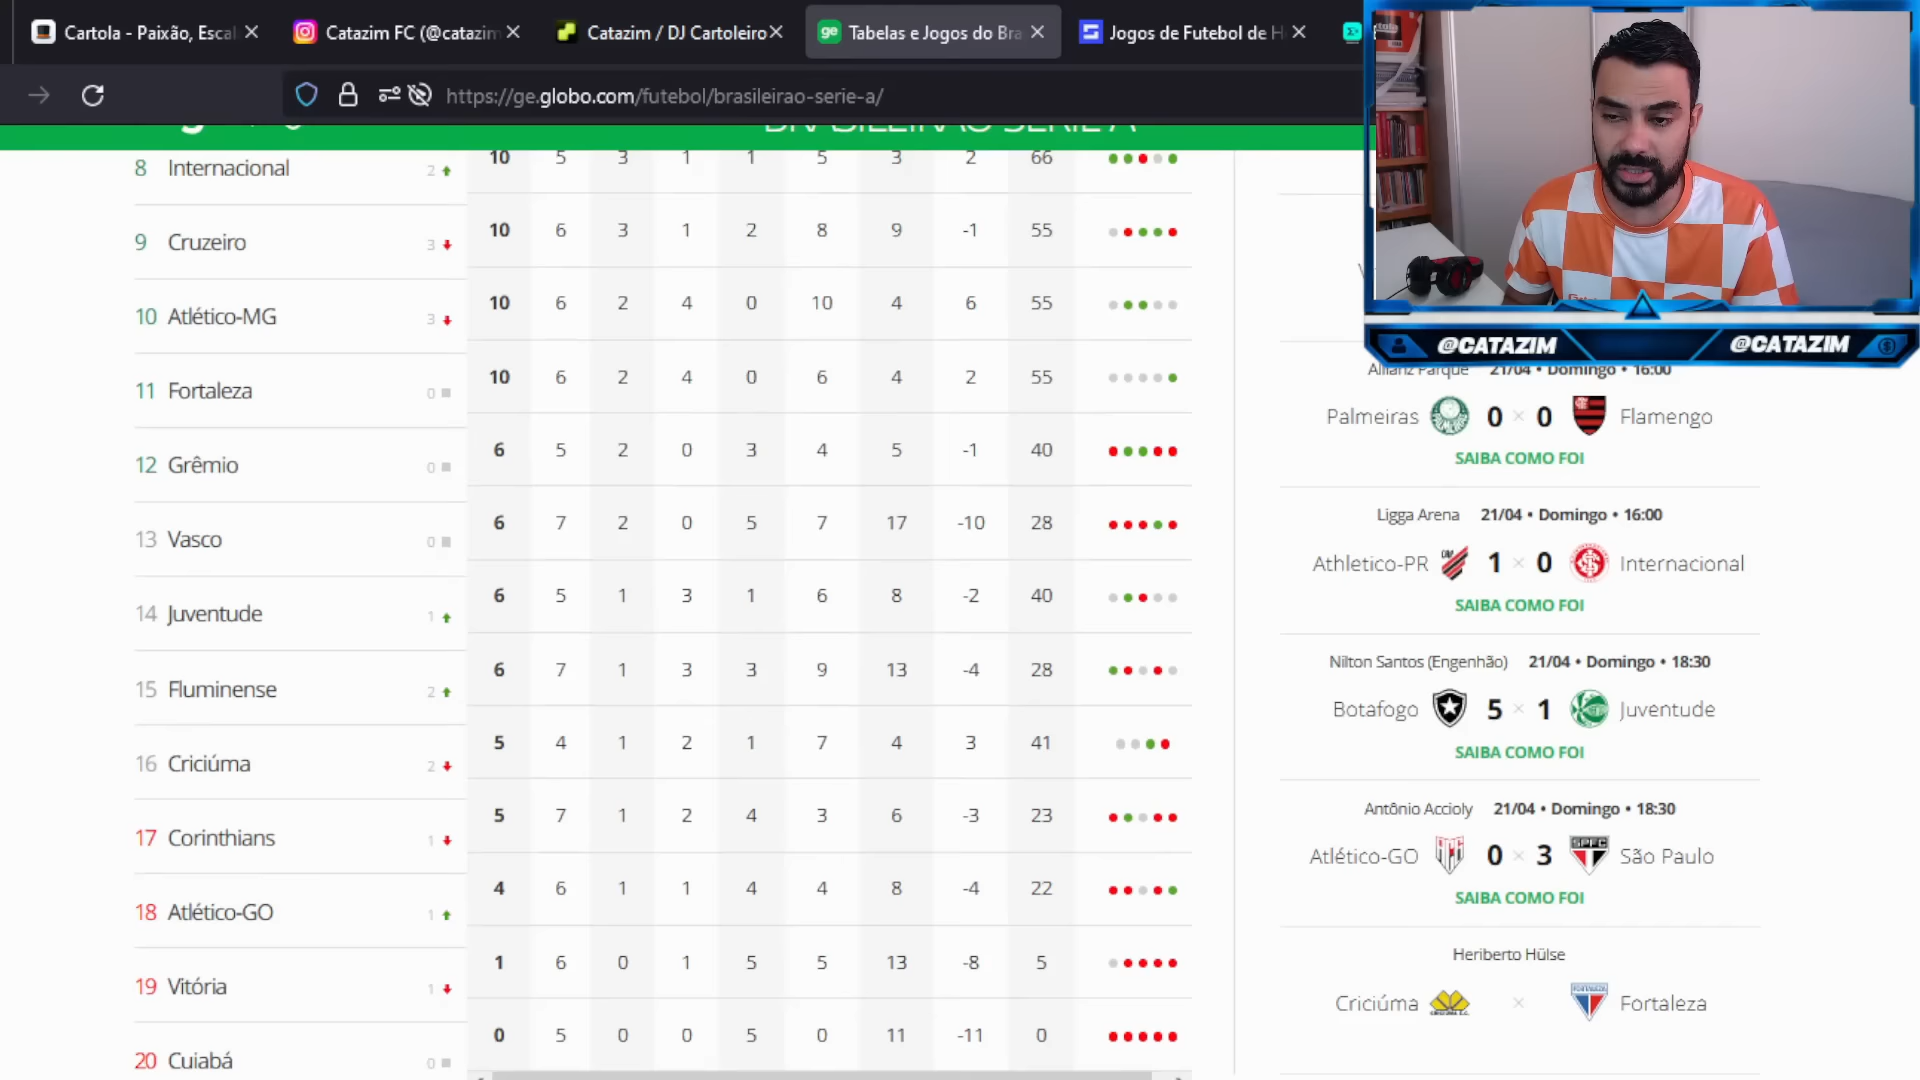 Cartola - Paixão, Escal
Catazim FC (@catazim
Catazim / DJ Cartoleiro
ge Tabelas e Jogos do Bra
Jogos de Futebol de H
https://ge.globo.com/futebol/brasileirao-serie-a/
BRASILEIRÃO SÉRIE A
8 Internacional 2 10 5 3 1 1 5 3 2 66
9 Cruzeiro 3 10 6 3 1 2 8 9 -1 55
10 Atlético-MG 3 10 6 2 4 0 10 4 6 55
11 Fortaleza 0 10 6 2 4 0 6 4 2 55
12 Grêmio 0 6 5 2 0 3 4 5 -1 40
13 Vasco 0 6 7 2 0 5 7 17 -10 28
14 Juventude 1 6 5 1 3 1 6 8 -2 40
15 Fluminense 2 6 7 1 3 3 9 13 -4 28
16 Criciúma 2 5 4 1 2 1 7 4 3 41
17 Corinthians 1 5 7 1 2 4 3 6 -3 23
18 Atlético-GO 1 4 6 1 1 4 4 8 -4 22
19 Vitória 1 1 6 0 1 5 5 13 -8 5
20 Cuiabá 0 0 5 0 0 5 0 11 -11 0
@CATAZIM @CATAZIM
Allianz Parque 21/04 • Domingo • 16:00
Palmeiras 0 × 0 Flamengo
SAIBA COMO FOI
Ligga Arena 21/04 • Domingo • 16:00
Athletico-PR 1 × 0 Internacional
SAIBA COMO FOI
Nilton Santos (Engenhão) 21/04 • Domingo • 18:30
Botafogo 5 × 1 Juventude
SAIBA COMO FOI
Antônio Accioly 21/04 • Domingo • 18:30
Atlético-GO 0 × 3 São Paulo
SAIBA COMO FOI
Heriberto Hülse
Criciúma × Fortaleza